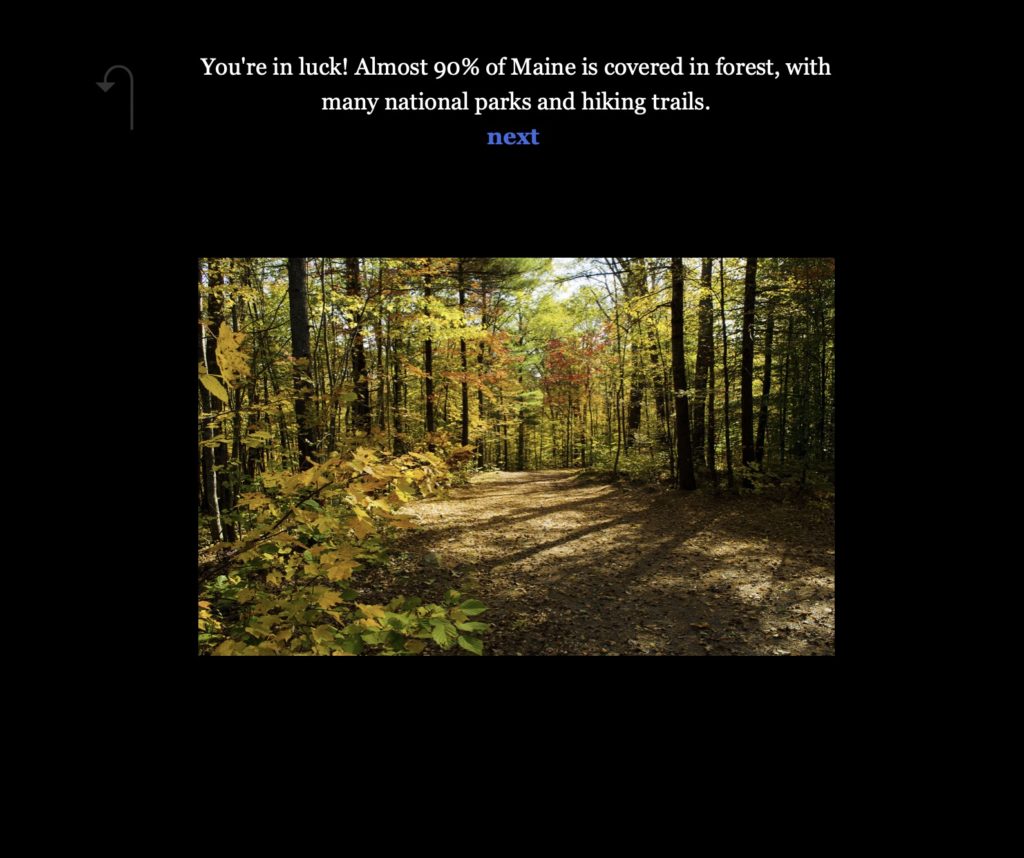 You're in luck! Almost 90% of Maine is covered in forest, with
many national parks and hiking trails.
next